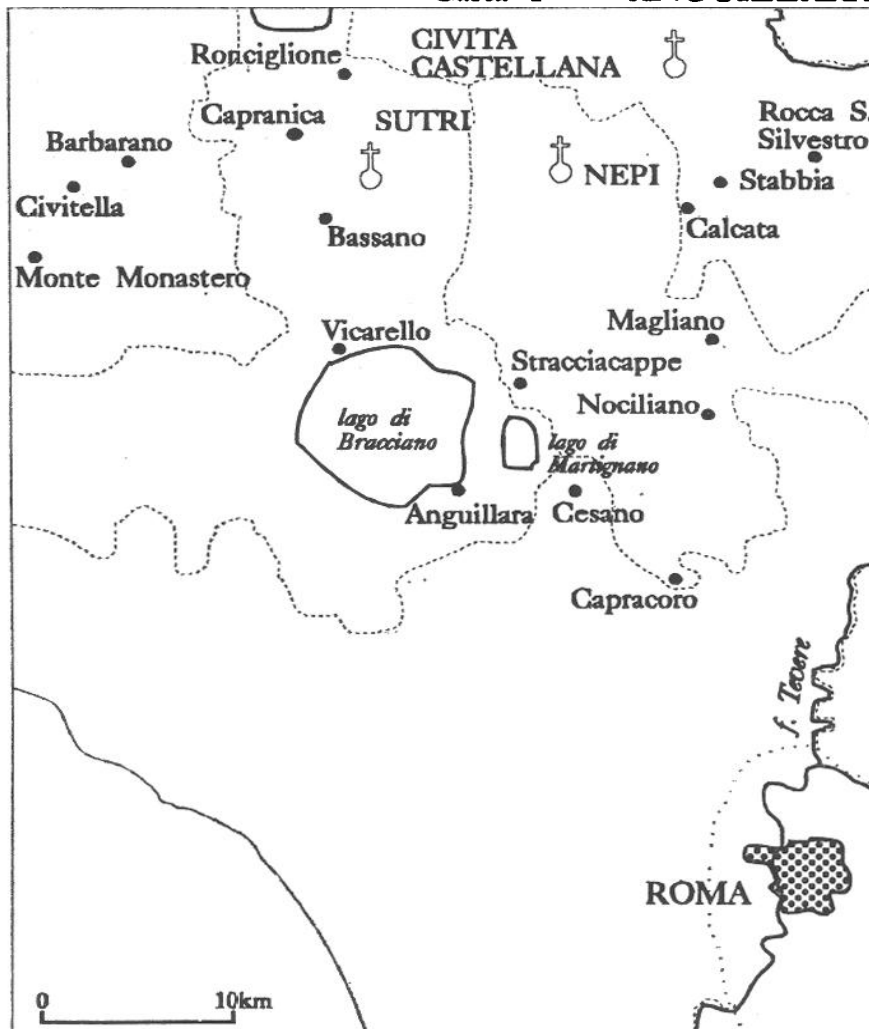 Ronciglione
CIVITA
CASTELLANA
Capranica
SUTRI
Rocca S.
Silvestro
Barbarano
NEPI
Stabbia
Civitella
Bassano
Calcata
Monte Monastero
Vicarello
Magliano
Stracciacappe
Nociliano
lago di
Bracciano
lago di
Martignano
Anguillara
Cesano
Capracoro
f. Tevere
ROMA
0
10km